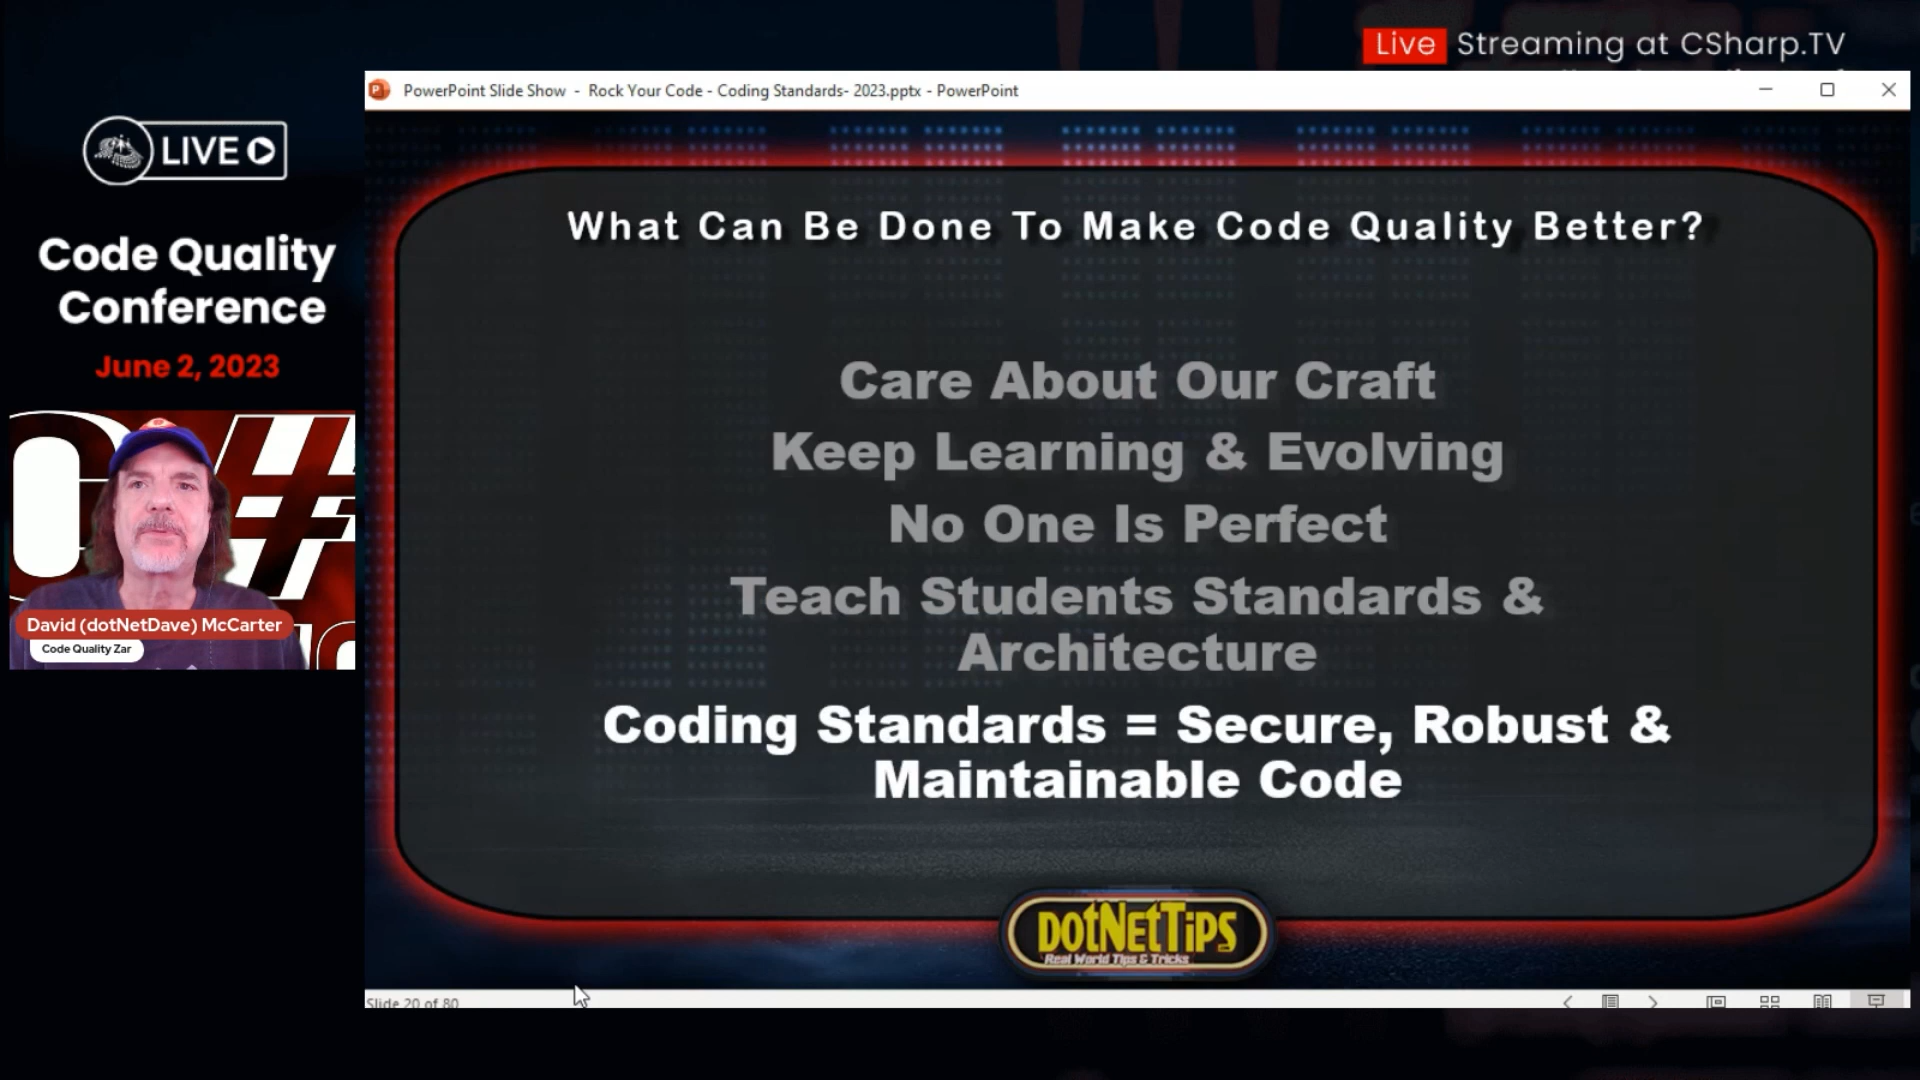 Live Streaming at CSharp.TV
PowerPoint Slide Show - Rock Your Code - Coding Standards- 2023.pptx - PowerPoint
LIVE
Code Quality
Conference
June 2, 2023
David (dotNetDave) McCarter
Code Quality Zar
What Can Be Done To Make Code Quality Better?
Care About Our Craft
Keep Learning & Evolving
No One Is Perfect
Teach Students Standards &
Architecture
Coding Standards = Secure, Robust &
Maintainable Code
dotNetTips
Real World Tips & Tricks
Slide 20 of 80